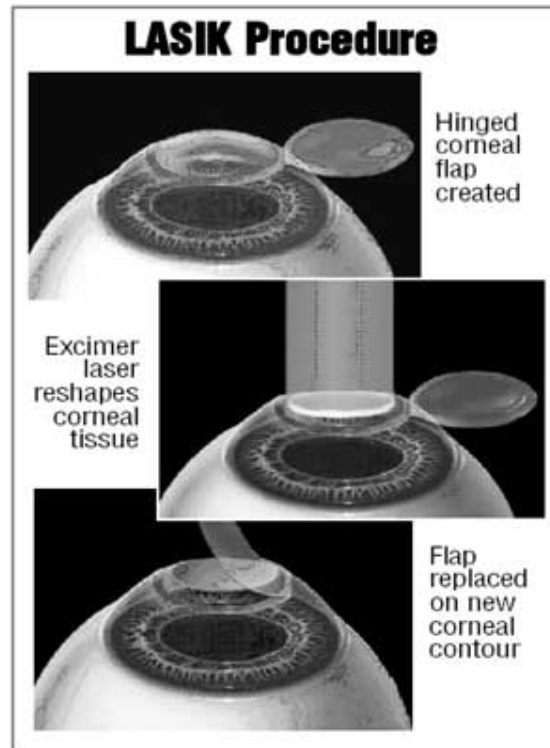 LASIK Procedure
Hinged
corneal
flap
created
Excimer
laser
reshapes
corneal
tissue
Flap
replaced
on new
corneal
contour